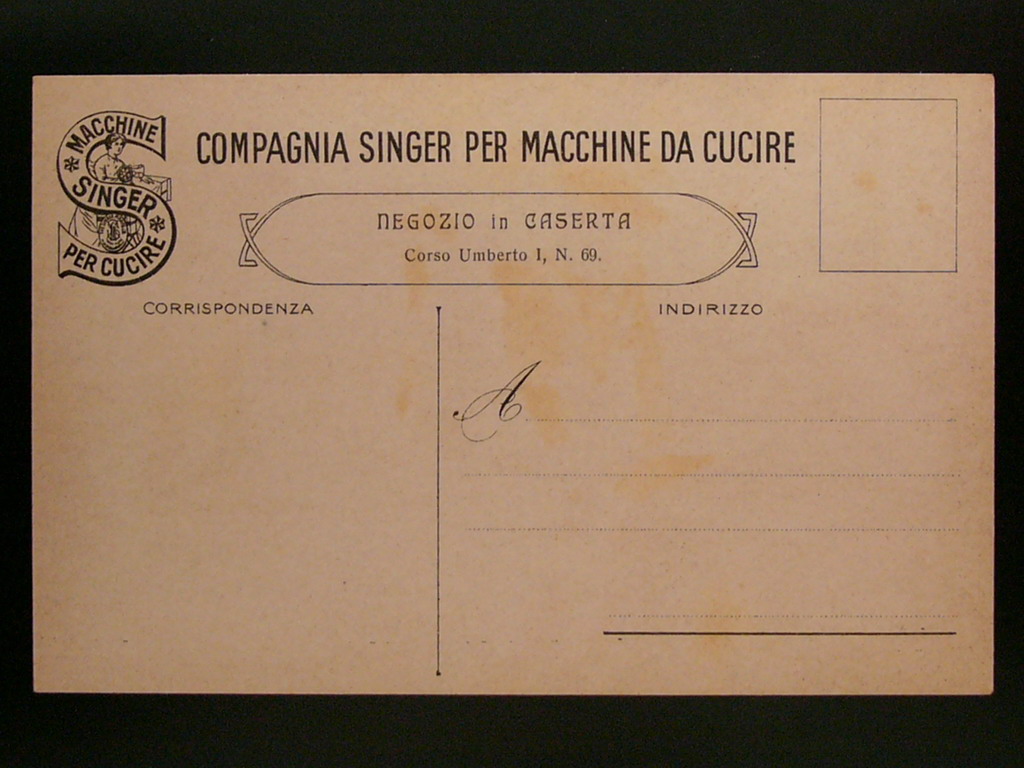 MACCHINE
SINGER
PER CUCIRE
COMPAGNIA SINGER PER MACCHINE DA CUCIRE
NEGOZIO in CASERTA
Corso Umberto I, N. 69.
CORRISPONDENZA
INDIRIZZO
A